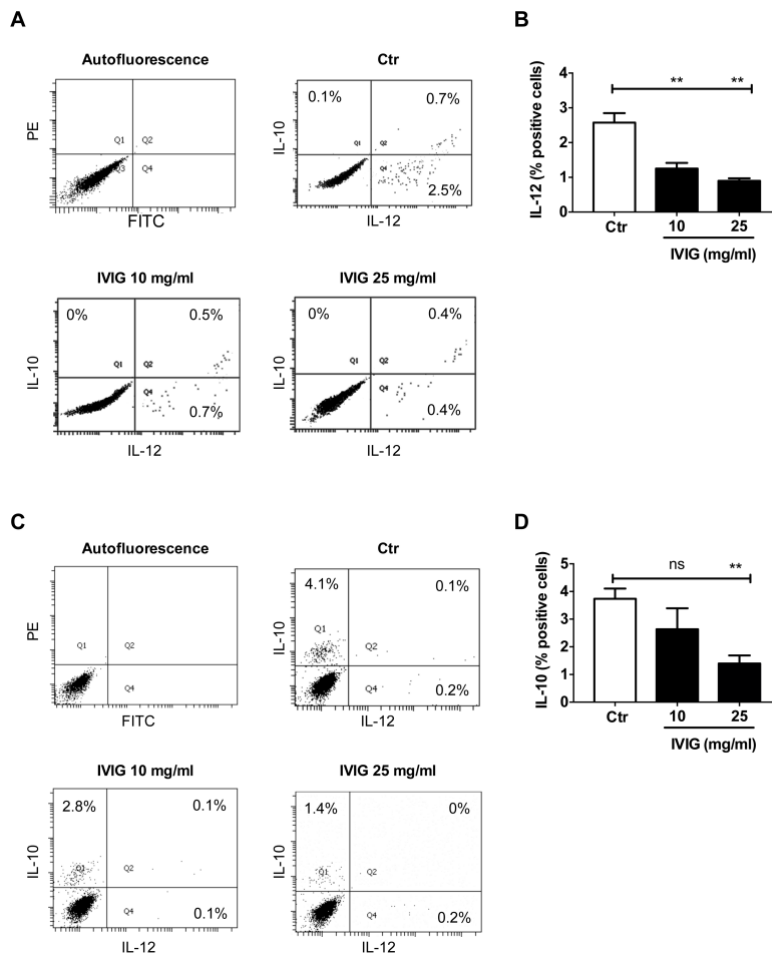 A
Autofluorescence
PE
Q1 Q2
Q3 Q4
FITC
Ctr
0.1% 0.7%
IL-10
Q1 Q2
Q4
2.5%
IL-12
B
** **
IL-12 (% positive cells)
4
3
2
1
0
Ctr 10 25
IVIG (mg/ml)
IVIG 10 mg/ml
0% 0.5%
IL-10
Q1 Q2
Q4
0.7%
IL-12
IVIG 25 mg/ml
0% 0.4%
IL-10
Q1 Q2
Q4
0.4%
IL-12
C
Autofluorescence
PE
Q1 Q2
Q4
FITC
Ctr
4.1% 0.1%
IL-10
Q1
Q2
Q4 0.2%
IL-12
D
ns **
IL-10 (% positive cells)
5
4
3
2
1
0
Ctr 10 25
IVIG (mg/ml)
IVIG 10 mg/ml
2.8% 0.1%
IL-10
Q1 Q2
Q4 0.1%
IL-12
IVIG 25 mg/ml
1.4% 0%
IL-10
Q1 Q2
Q4 0.2%
IL-12